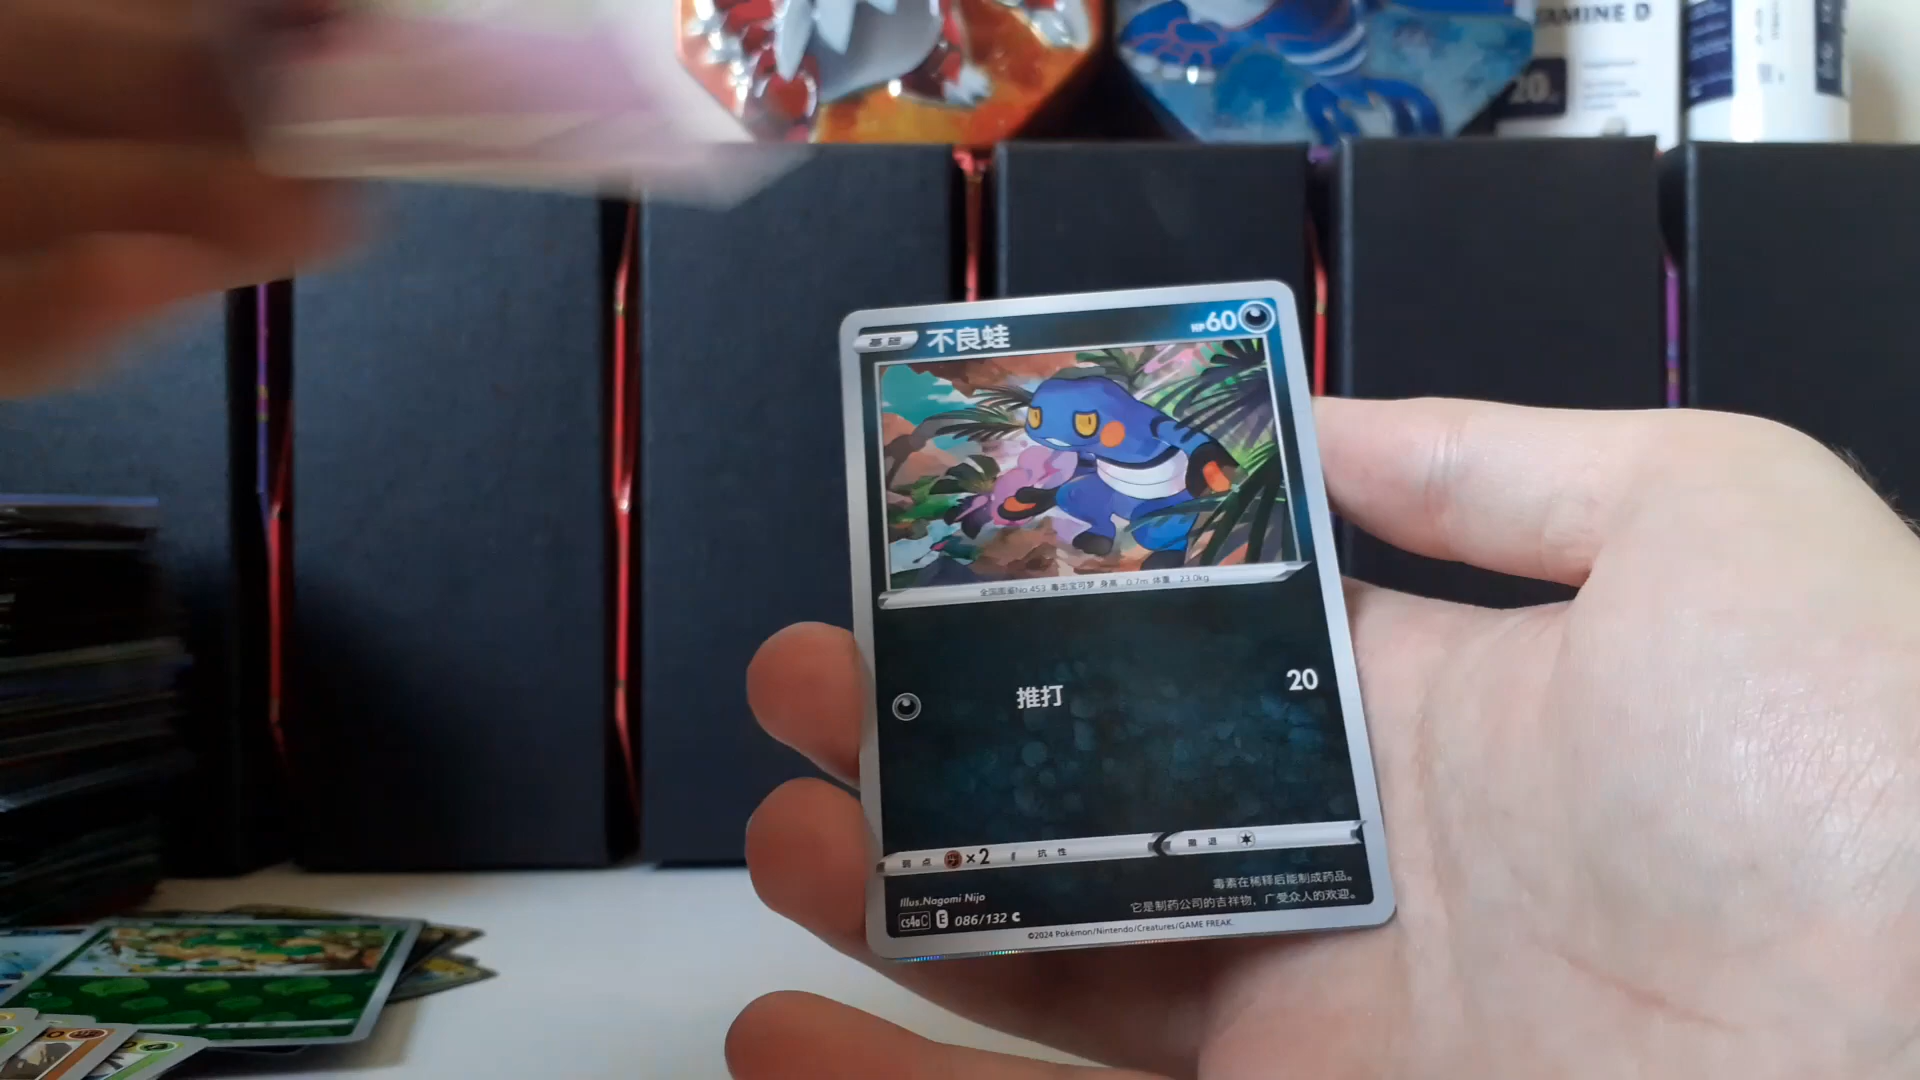 AMINE D
20
基础 不良蛙 HP60
全国图鉴No.453 毒击宝可梦 身高 0.7m 体重 23.0kg
推打 20
弱点 ×2 抗性 撤退
Illus.Nagomi Nijo
毒素在稀释后能制成药品。
它是制药公司的吉祥物，广受众人的欢迎。
CS4aC E 086/132 C
©2024 Pokémon/Nintendo/Creatures/GAME FREAK.